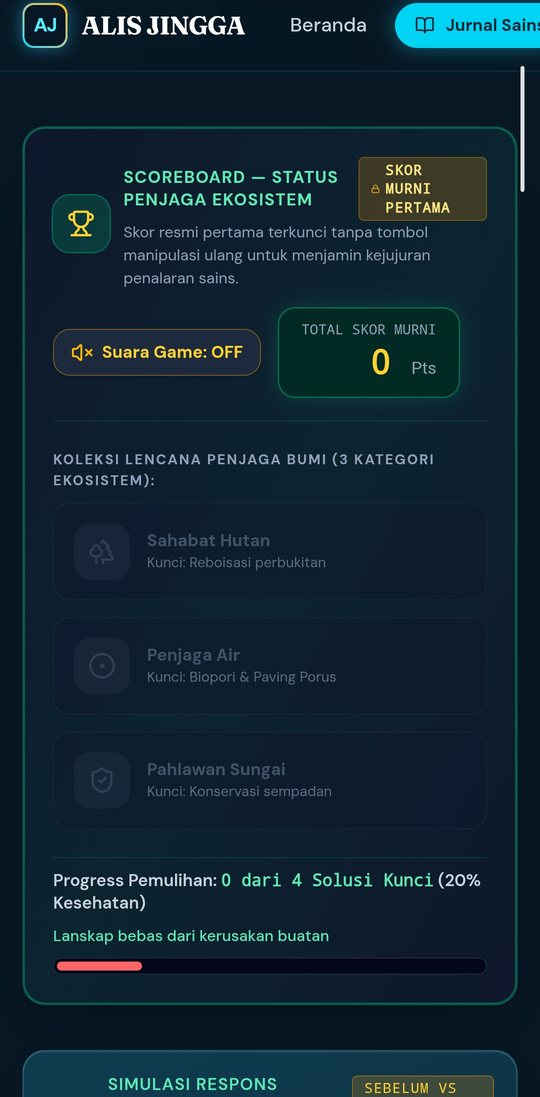 AJ
ALIS JINGGA
Beranda
Jurnal Sains
SCOREBOARD — STATUS
PENJAGA EKOSISTEM
SKOR
MURNI
PERTAMA
Skor resmi pertama terkunci tanpa tombol
manipulasi ulang untuk menjamin kejujuran
penalaran sains.
Suara Game: OFF
TOTAL SKOR MURNI
0 Pts
KOLEKSI LENCANA PENJAGA BUMI (3 KATEGORI
EKOSISTEM):
Sahabat Hutan
Kunci: Reboisasi perbukitan
Penjaga Air
Kunci: Biopori & Paving Porus
Pahlawan Sungai
Kunci: Konservasi sempadan
Progress Pemulihan: 0 dari 4 Solusi Kunci (20%
Kesehatan)
Lanskap bebas dari kerusakan buatan
SIMULASI RESPONS
SEBELUM VS